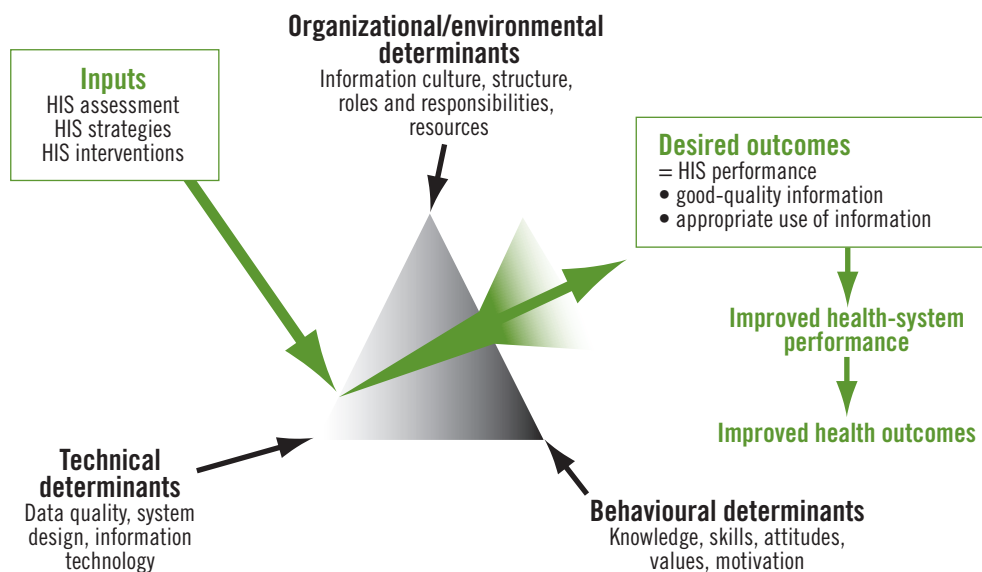 Organizational/environmental
determinants
Information culture, structure,
roles and responsibilities,
resources
Inputs
HIS assessment
HIS strategies
HIS interventions
Desired outcomes
= HIS performance
• good-quality information
• appropriate use of information
Improved health-system
performance
Improved health outcomes
Technical
determinants
Data quality, system
design, information
technology
Behavioural determinants
Knowledge, skills, attitudes,
values, motivation